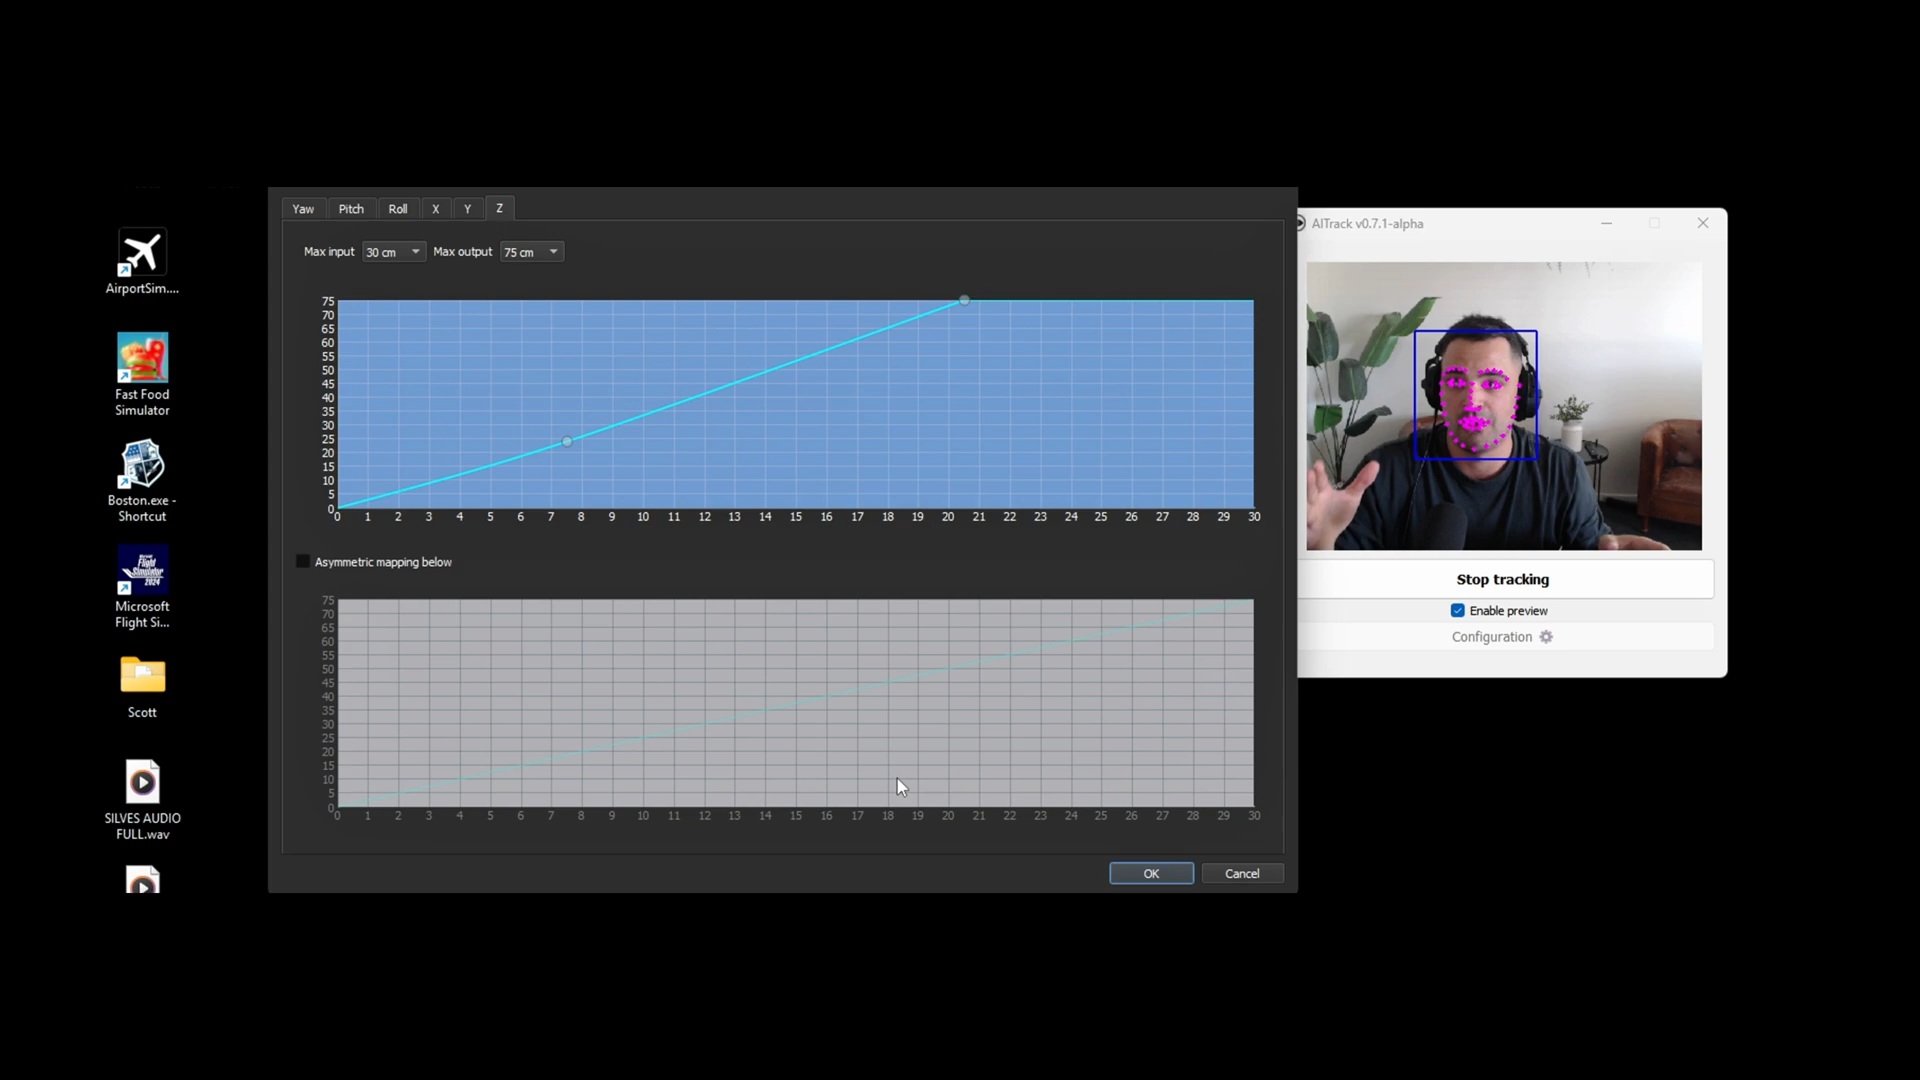 AirportSim....
Fast Food
Simulator
Boston.exe -
Shortcut
Microsoft
Flight Simulator
2024
Microsoft
Flight Si...
Scott
SILVES AUDIO
FULL.wav
Yaw Pitch Roll X Y Z
Max input 30 cm Max output 75 cm
75
70
65
60
55
50
45
40
35
30
25
20
15
10
5
0
0 1 2 3 4 5 6 7 8 9 10 11 12 13 14 15 16 17 18 19 20 21 22 23 24 25 26 27 28 29 30
Asymmetric mapping below
75
70
65
60
55
50
45
40
35
30
25
20
15
10
5
0
0 1 2 3 4 5 6 7 8 9 10 11 12 13 14 15 16 17 18 19 20 21 22 23 24 25 26 27 28 29 30
OK Cancel
AITrack v0.7.1-alpha
Stop tracking
Enable preview
Configuration